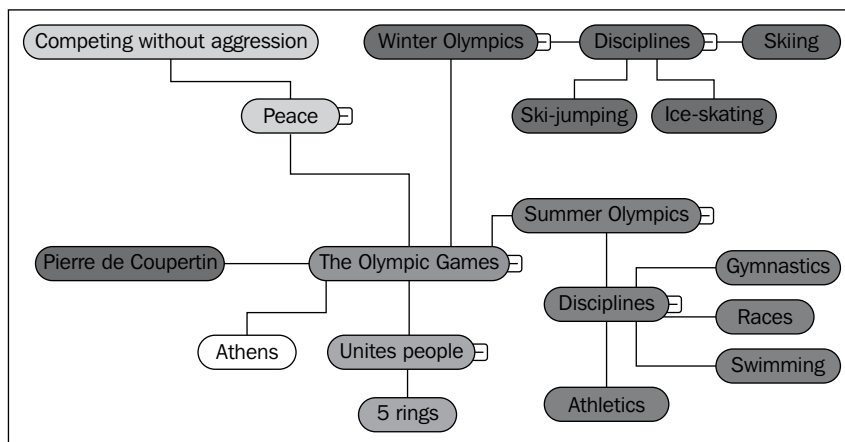 Competing without aggression
Winter Olympics
Disciplines
Skiing
Peace
Ski-jumping
Ice-skating
Summer Olympics
Pierre de Coupertin
The Olympic Games
Gymnastics
Disciplines
Races
Athens
Unites people
Swimming
5 rings
Athletics